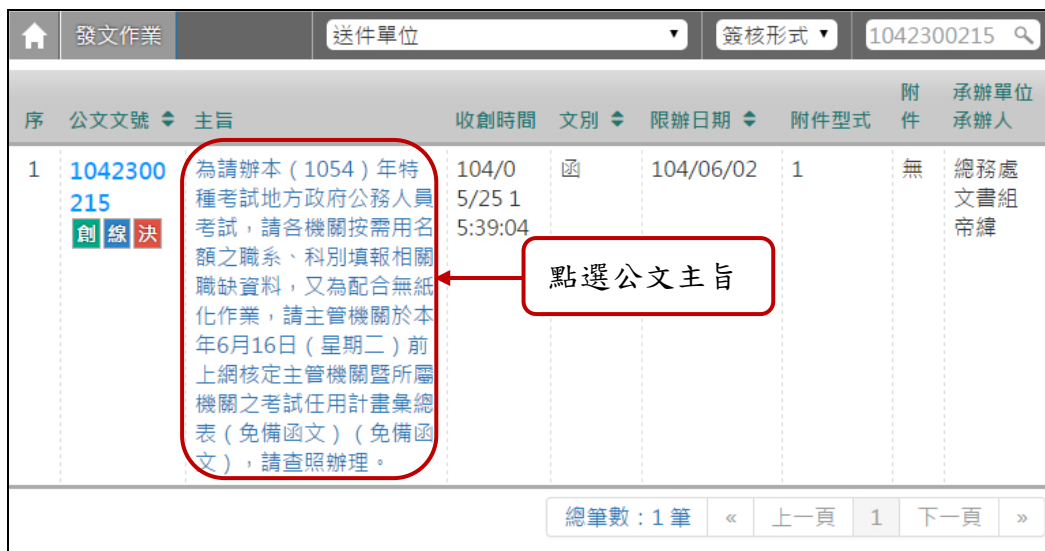 發文作業 送件單位 簽核形式 1042300215
附 承辦單位
序 公文文號 主旨 收創時間 文別 限辦日期 附件型式 件 承辦人
1 1042300 為請辦本（1054）年特 104/0 函 104/06/02 1 無 總務處
215 種考試地方政府公務人員 5/25 1 文書組
創 線 決 考試，請各機關按需用名 5:39:04 帝緯
額之職系、科別填報相關
職缺資料，又為配合無紙
點選公文主旨
化作業，請主管機關於本
年6月16日（星期二）前
上網核定主管機關暨所屬
機關之考試任用計畫彙總
表（免備函文）（免備函
文），請查照辦理。
總筆數：1 筆 « 上一頁 1 下一頁 »